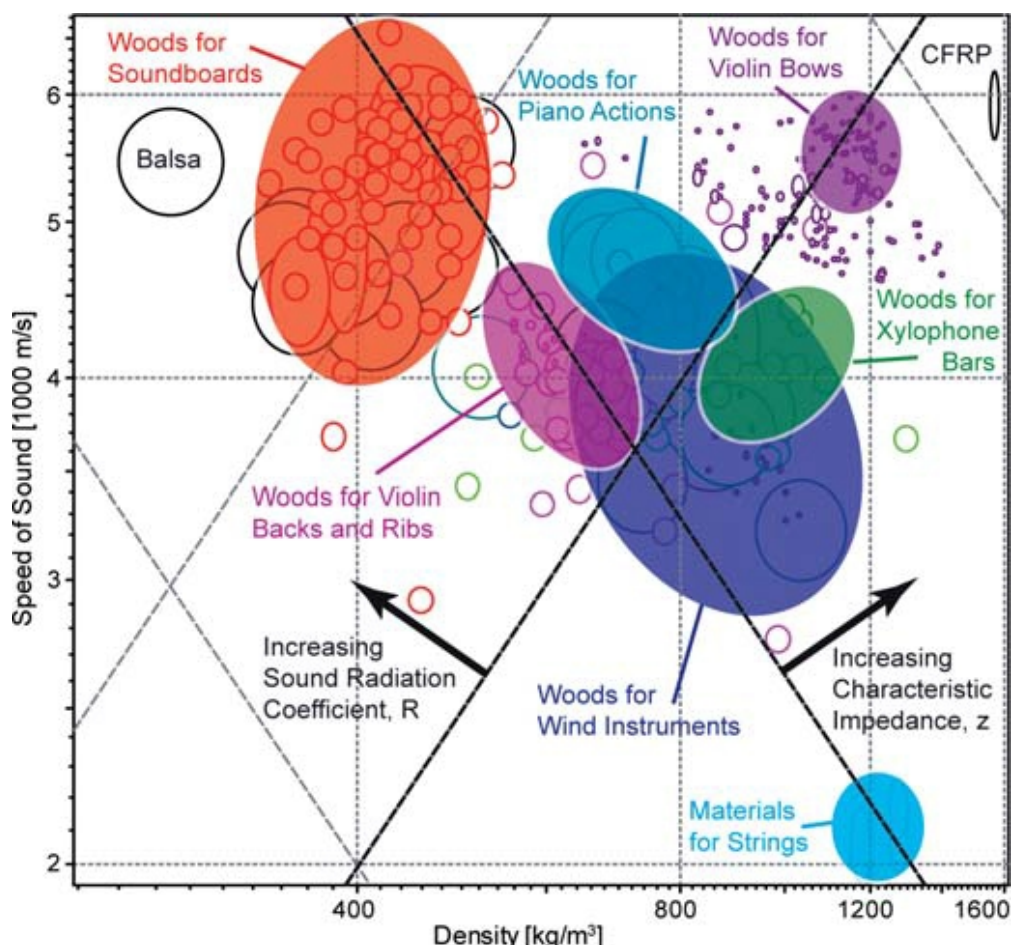 Woods for
Soundboards
Woods for
Violin Bows
CFRP
Woods for
Piano Actions
Balsa
Woods for
Xylophone
Bars
Woods for Violin
Backs and Ribs
Increasing
Sound Radiation
Coefficient, R
Increasing
Characteristic
Impedance, z
Woods for
Wind Instruments
Materials
for Strings
Speed of Sound [1000 m/s]
6
5
4
3
2
400
800
1200
1600
Density [kg/m³]